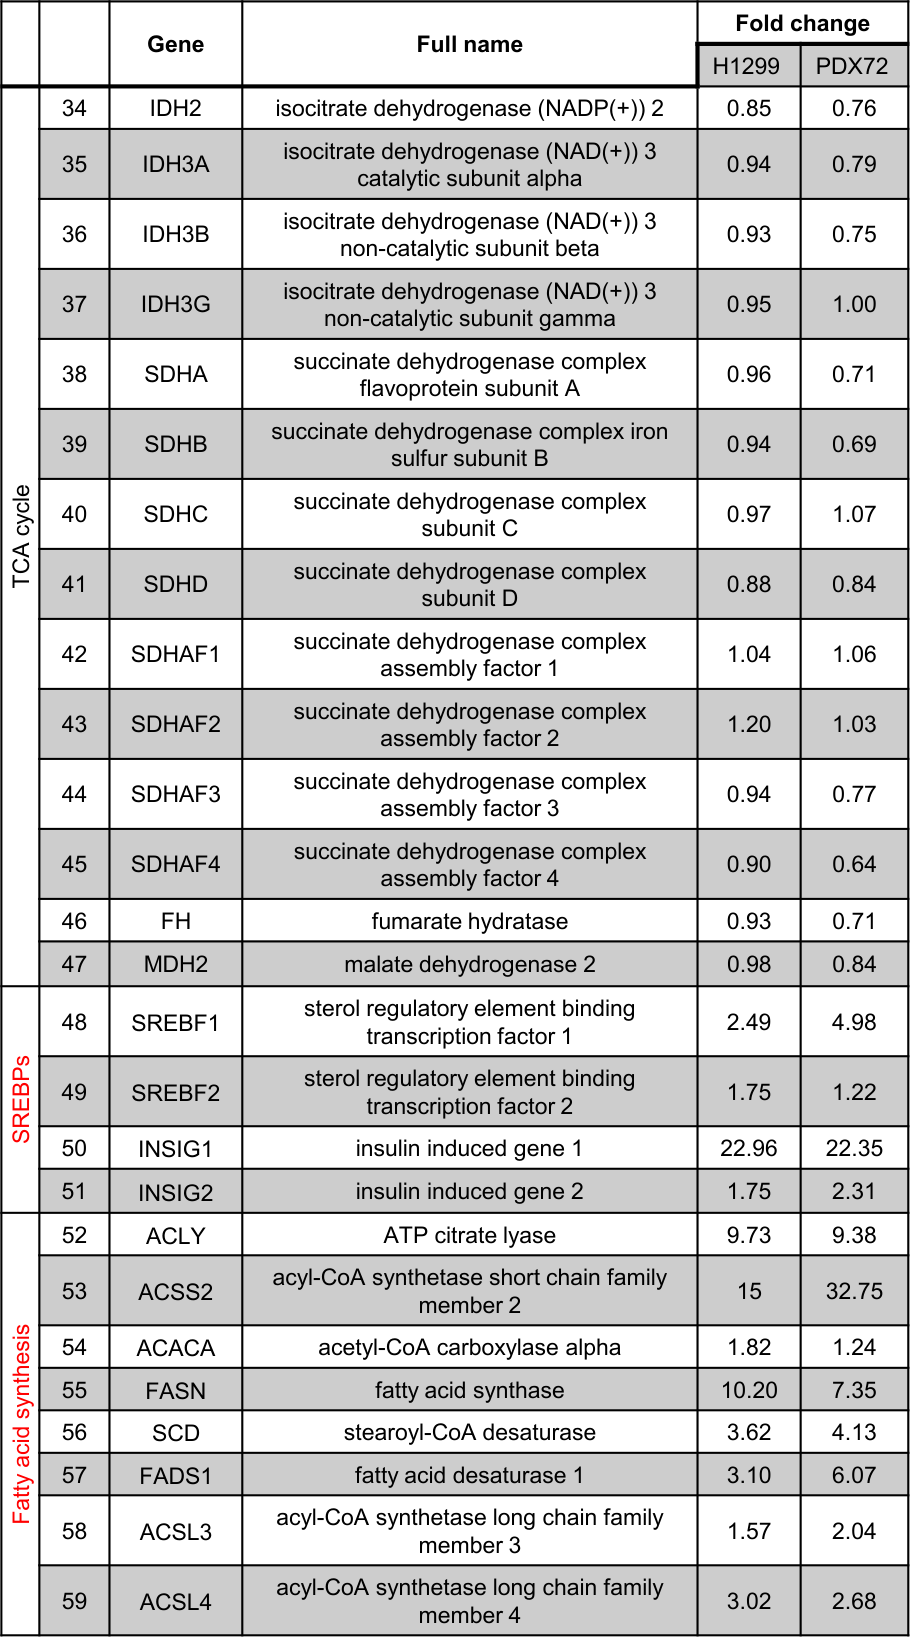 Gene
Full name
Fold change
H1299
PDX72
TCA cycle
34 IDH2 isocitrate dehydrogenase (NADP(+)) 2 0.85 0.76
35 IDH3A isocitrate dehydrogenase (NAD(+)) 3
catalytic subunit alpha 0.94 0.79
36 IDH3B isocitrate dehydrogenase (NAD(+)) 3
non-catalytic subunit beta 0.93 0.75
37 IDH3G isocitrate dehydrogenase (NAD(+)) 3
non-catalytic subunit gamma 0.95 1.00
38 SDHA succinate dehydrogenase complex
flavoprotein subunit A 0.96 0.71
39 SDHB succinate dehydrogenase complex iron
sulfur subunit B 0.94 0.69
40 SDHC succinate dehydrogenase complex
subunit C 0.97 1.07
41 SDHD succinate dehydrogenase complex
subunit D 0.88 0.84
42 SDHAF1 succinate dehydrogenase complex
assembly factor 1 1.04 1.06
43 SDHAF2 succinate dehydrogenase complex
assembly factor 2 1.20 1.03
44 SDHAF3 succinate dehydrogenase complex
assembly factor 3 0.94 0.77
45 SDHAF4 succinate dehydrogenase complex
assembly factor 4 0.90 0.64
46 FH fumarate hydratase 0.93 0.71
47 MDH2 malate dehydrogenase 2 0.98 0.84
SREBPs
48 SREBF1 sterol regulatory element binding
transcription factor 1 2.49 4.98
49 SREBF2 sterol regulatory element binding
transcription factor 2 1.75 1.22
50 INSIG1 insulin induced gene 1 22.96 22.35
51 INSIG2 insulin induced gene 2 1.75 2.31
Fatty acid synthesis
52 ACLY ATP citrate lyase 9.73 9.38
53 ACSS2 acyl-CoA synthetase short chain family
member 2 15 32.75
54 ACACA acetyl-CoA carboxylase alpha 1.82 1.24
55 FASN fatty acid synthase 10.20 7.35
56 SCD stearoyl-CoA desaturase 3.62 4.13
57 FADS1 fatty acid desaturase 1 3.10 6.07
58 ACSL3 acyl-CoA synthetase long chain family
member 3 1.57 2.04
59 ACSL4 acyl-CoA synthetase long chain family
member 4 3.02 2.68